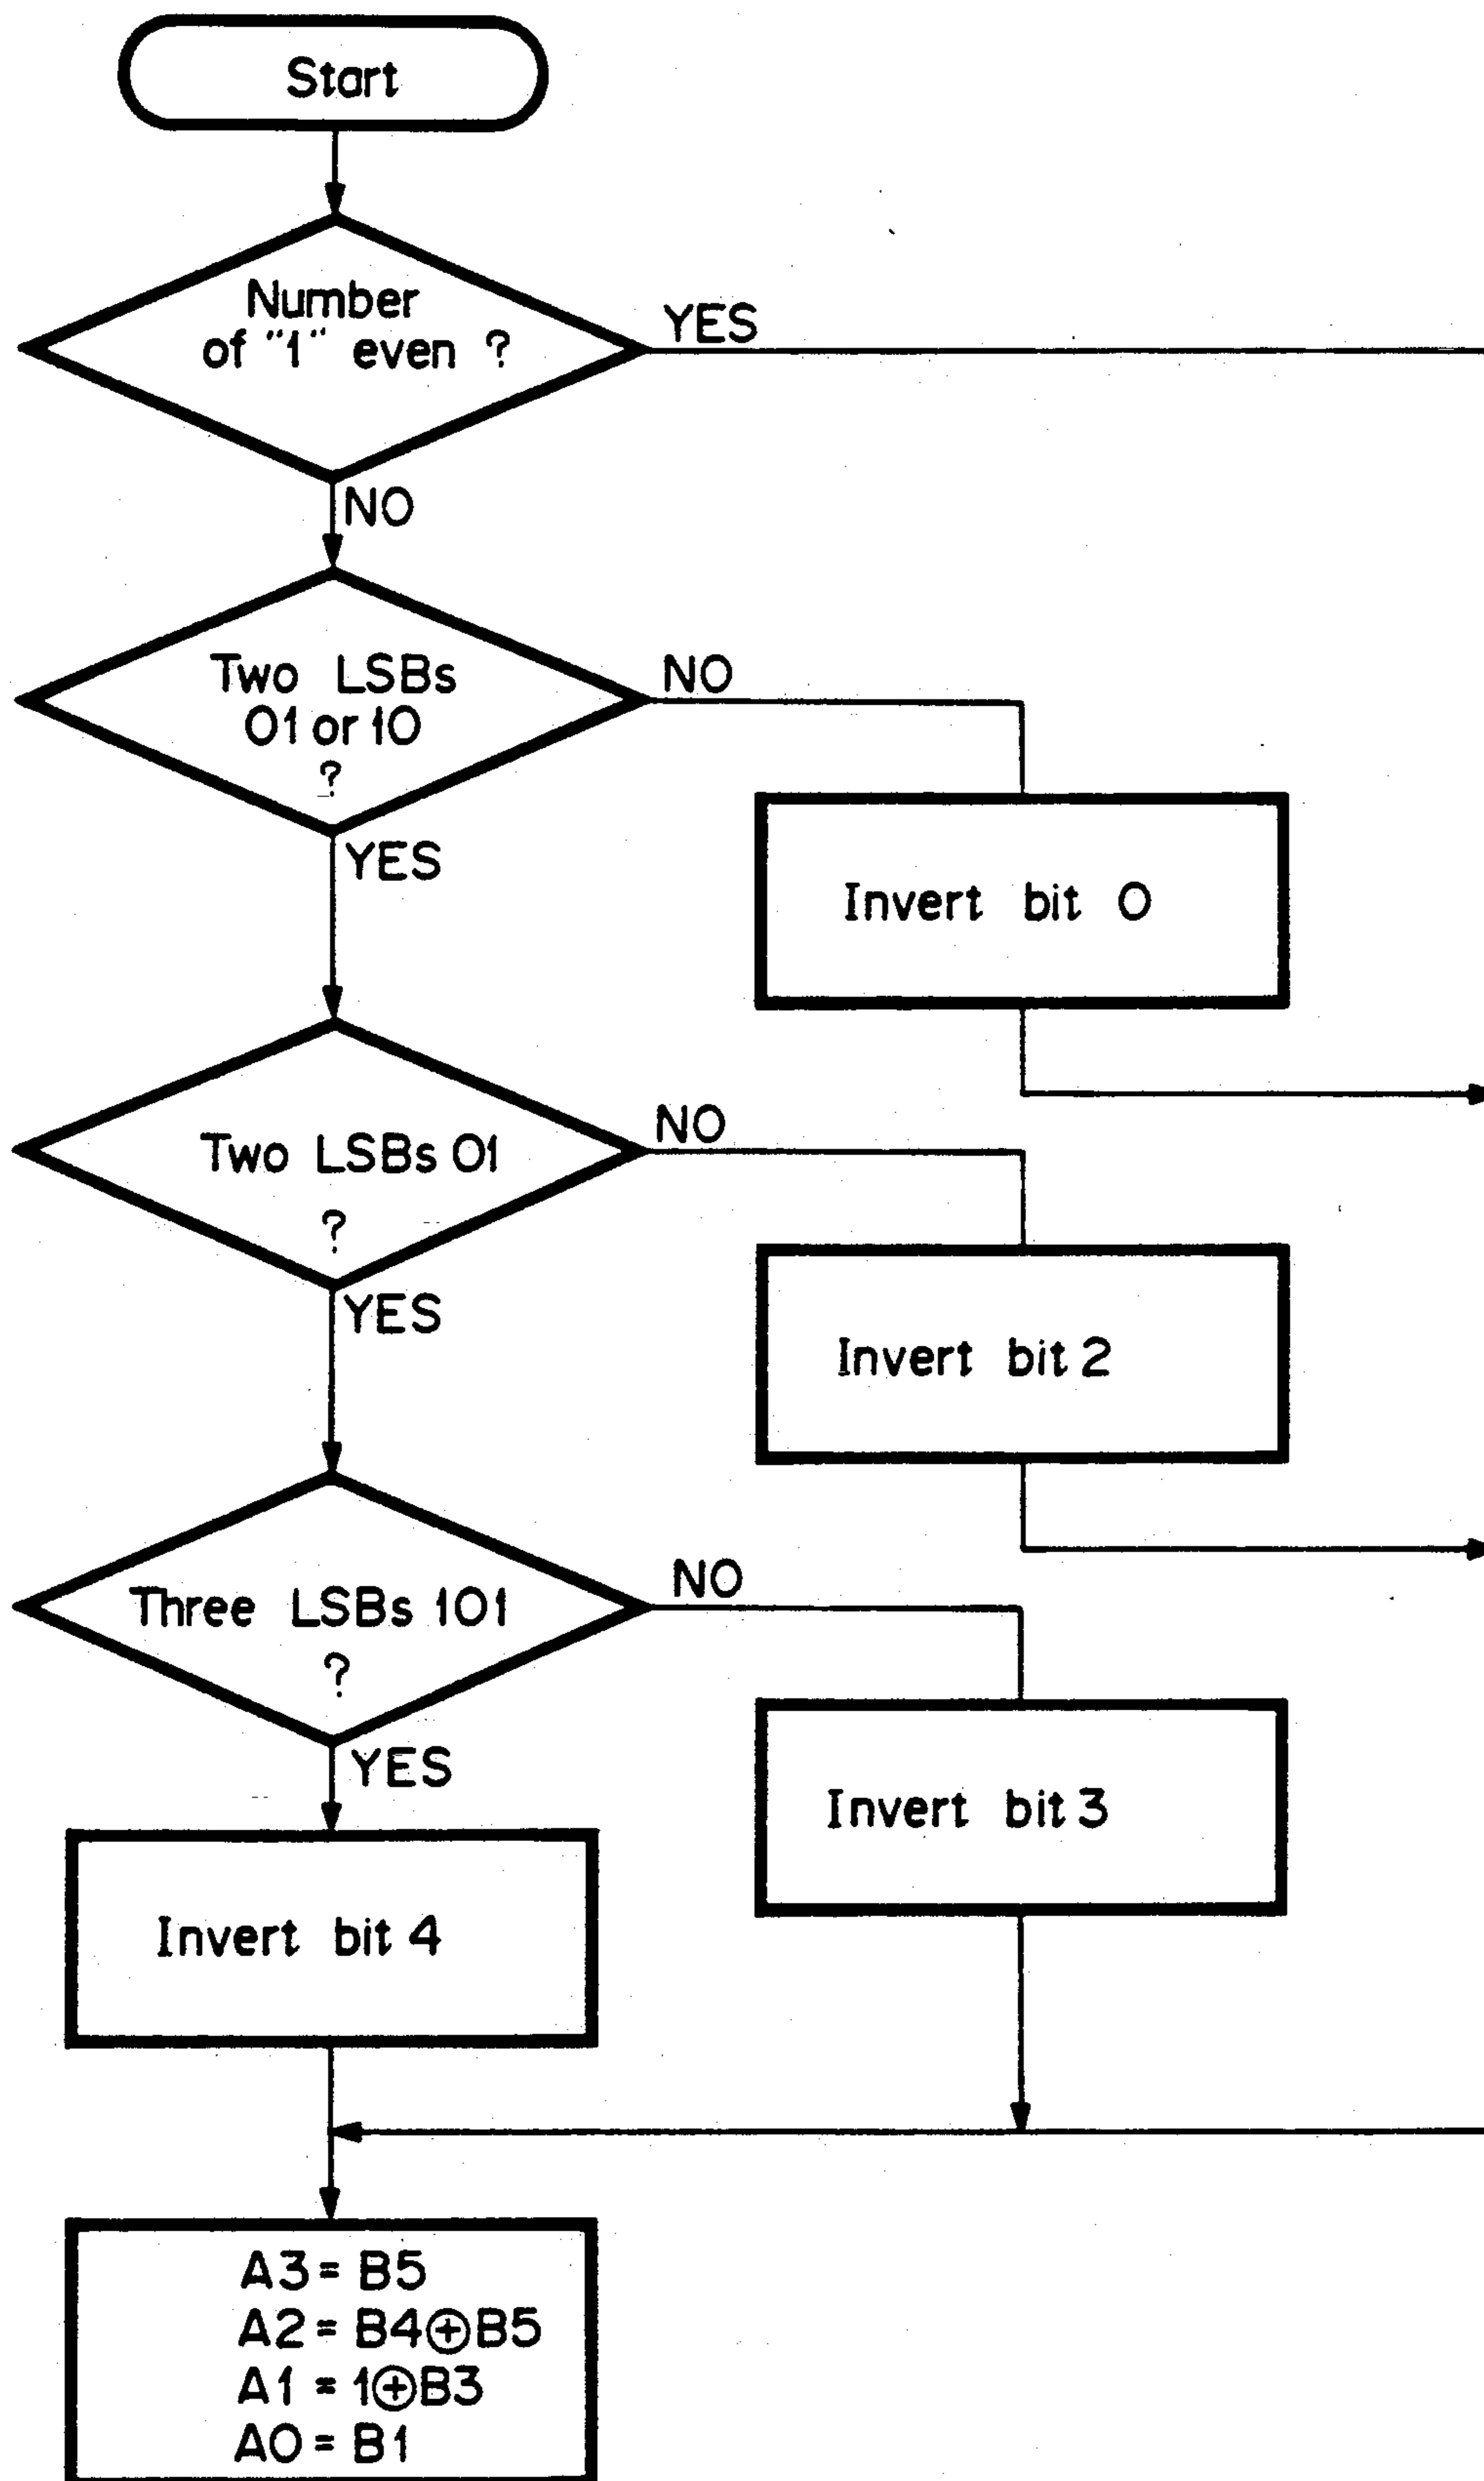 Start
Number
of "1" even ?
YES
NO
Two LSBs
01 or 10
?
NO
YES
Invert bit 0
Two LSBs 01
?
NO
YES
Invert bit 2
Three LSBs 101
?
NO
YES
Invert bit 3
Invert bit 4
A3 = B5
A2 = B4⊕B5
A1 = 1⊕B3
A0 = B1